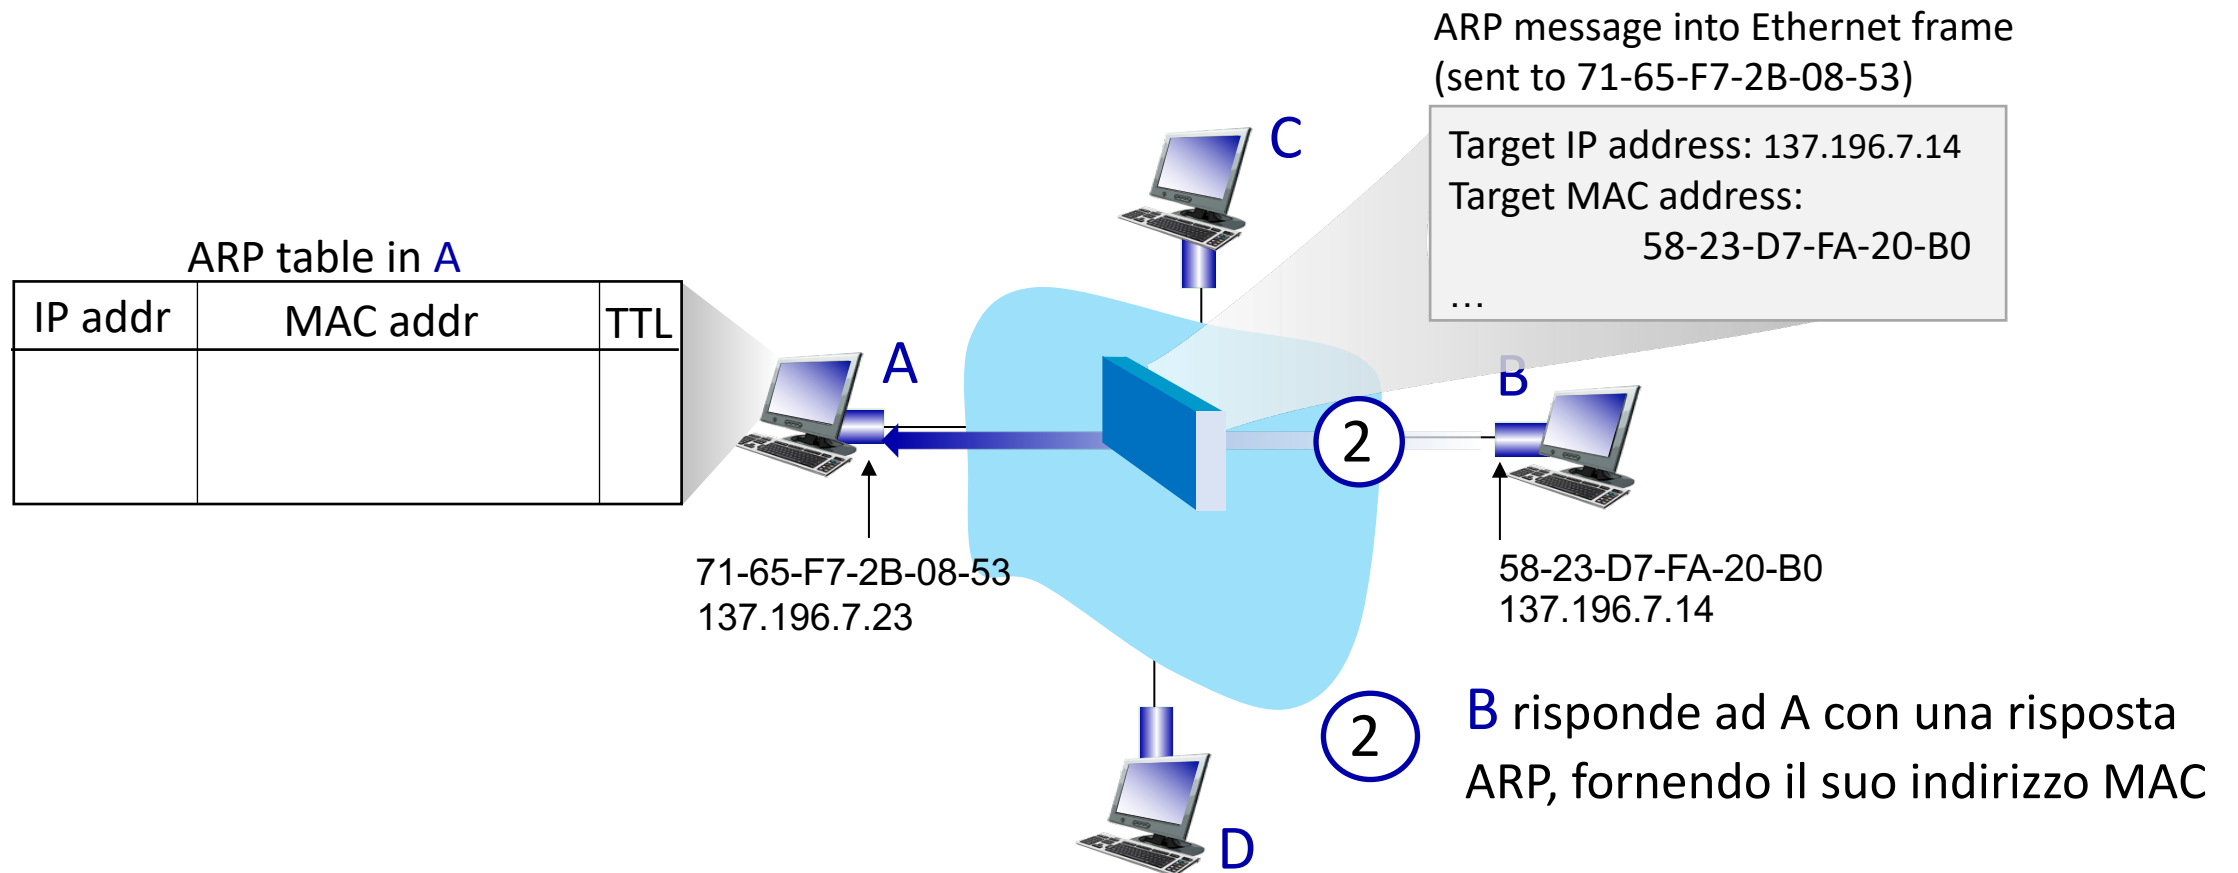 ARP message into Ethernet frame
(sent to 71-65-F7-2B-08-53)
Target IP address: 137.196.7.14
Target MAC address:
58-23-D7-FA-20-B0
…
C
ARP table in A
IP addr MAC addr TTL
A
B
2
71-65-F7-2B-08-53
137.196.7.23
58-23-D7-FA-20-B0
137.196.7.14
2
B risponde ad A con una risposta
ARP, fornendo il suo indirizzo MAC
D